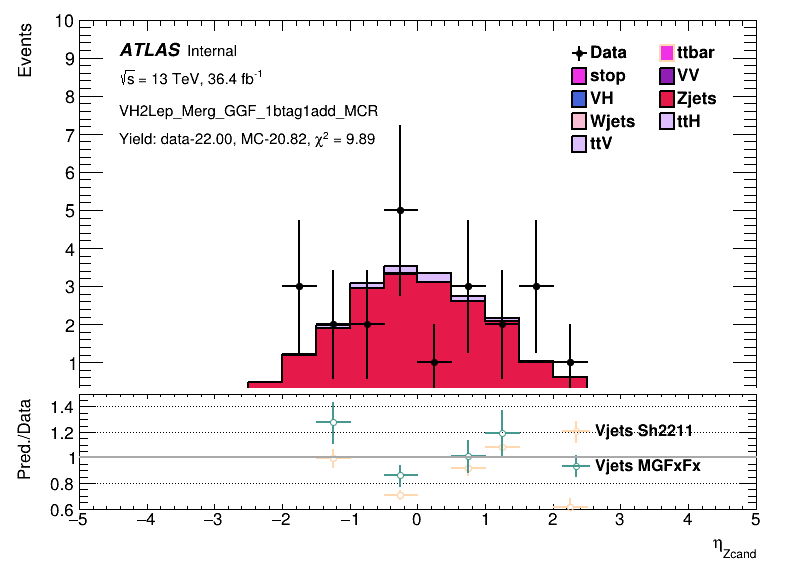 Events
10
9
8
7
6
5
4
3
2
1
ATLAS Internal
√s = 13 TeV, 36.4 fb⁻¹
VH2Lep_Merg_GGF_1btag1add_MCR
Yield: data-22.00, MC-20.82, χ² = 9.89
Data
ttbar
stop
VV
VH
Zjets
Wjets
ttH
ttV
Pred./Data
1.4
1.2
1
0.8
0.6
Vjets Sh2211
Vjets MGFxFx
−5 −4 −3 −2 −1 0 1 2 3 4 5
η_Zcand